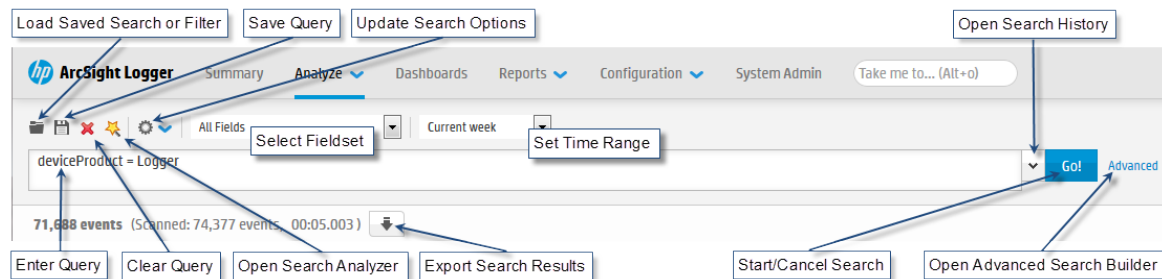 Load Saved Search or Filter Save Query Update Search Options Open Search History
hp ArcSight Logger Summary Analyze Dashboards Reports Configuration System Admin Take me to... (Alt+o)
All Fields Current week
Select Fieldset Set Time Range
deviceProduct = Logger Go! Advanced
71,688 events (Scanned: 74,377 events, 00:05.003 )
Enter Query Clear Query Open Search Analyzer Export Search Results Start/Cancel Search Open Advanced Search Builder